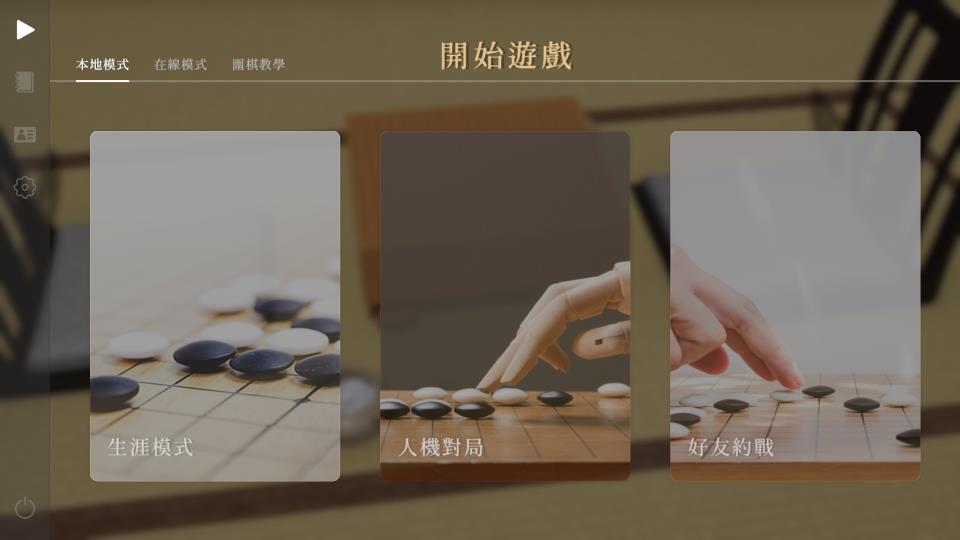 開始遊戲
本地模式
在線模式
圍棋教學
生涯模式
人機對局
好友約戰